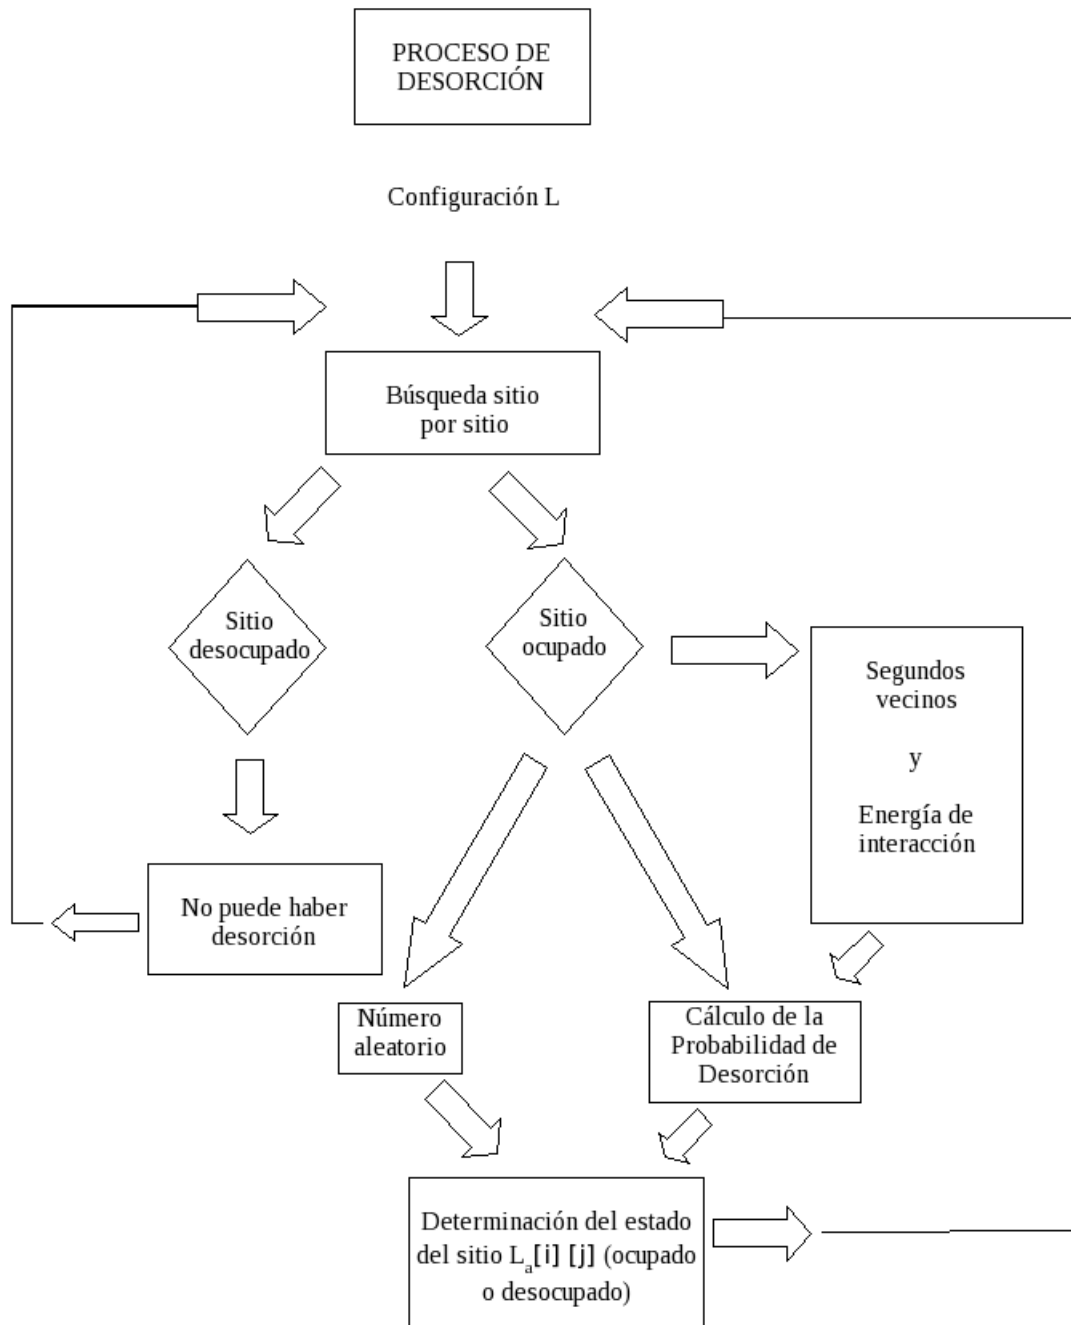 PROCESO DE
DESORCIÓN
Configuración L
Búsqueda sitio
por sitio
Sitio
desocupado
Sitio
ocupado
Segundos
vecinos
y
Energía de
interacción
No puede haber
desorción
Número
aleatorio
Cálculo de la
Probabilidad de
Desorción
Determinación del estado
del sitio La[i] [j] (ocupado
o desocupado)